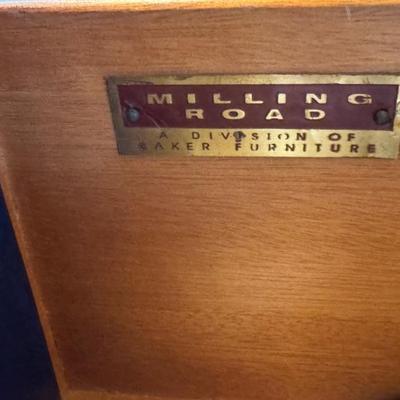 MILLING
ROAD
A DIVISION OF
BAKER FURNITURE